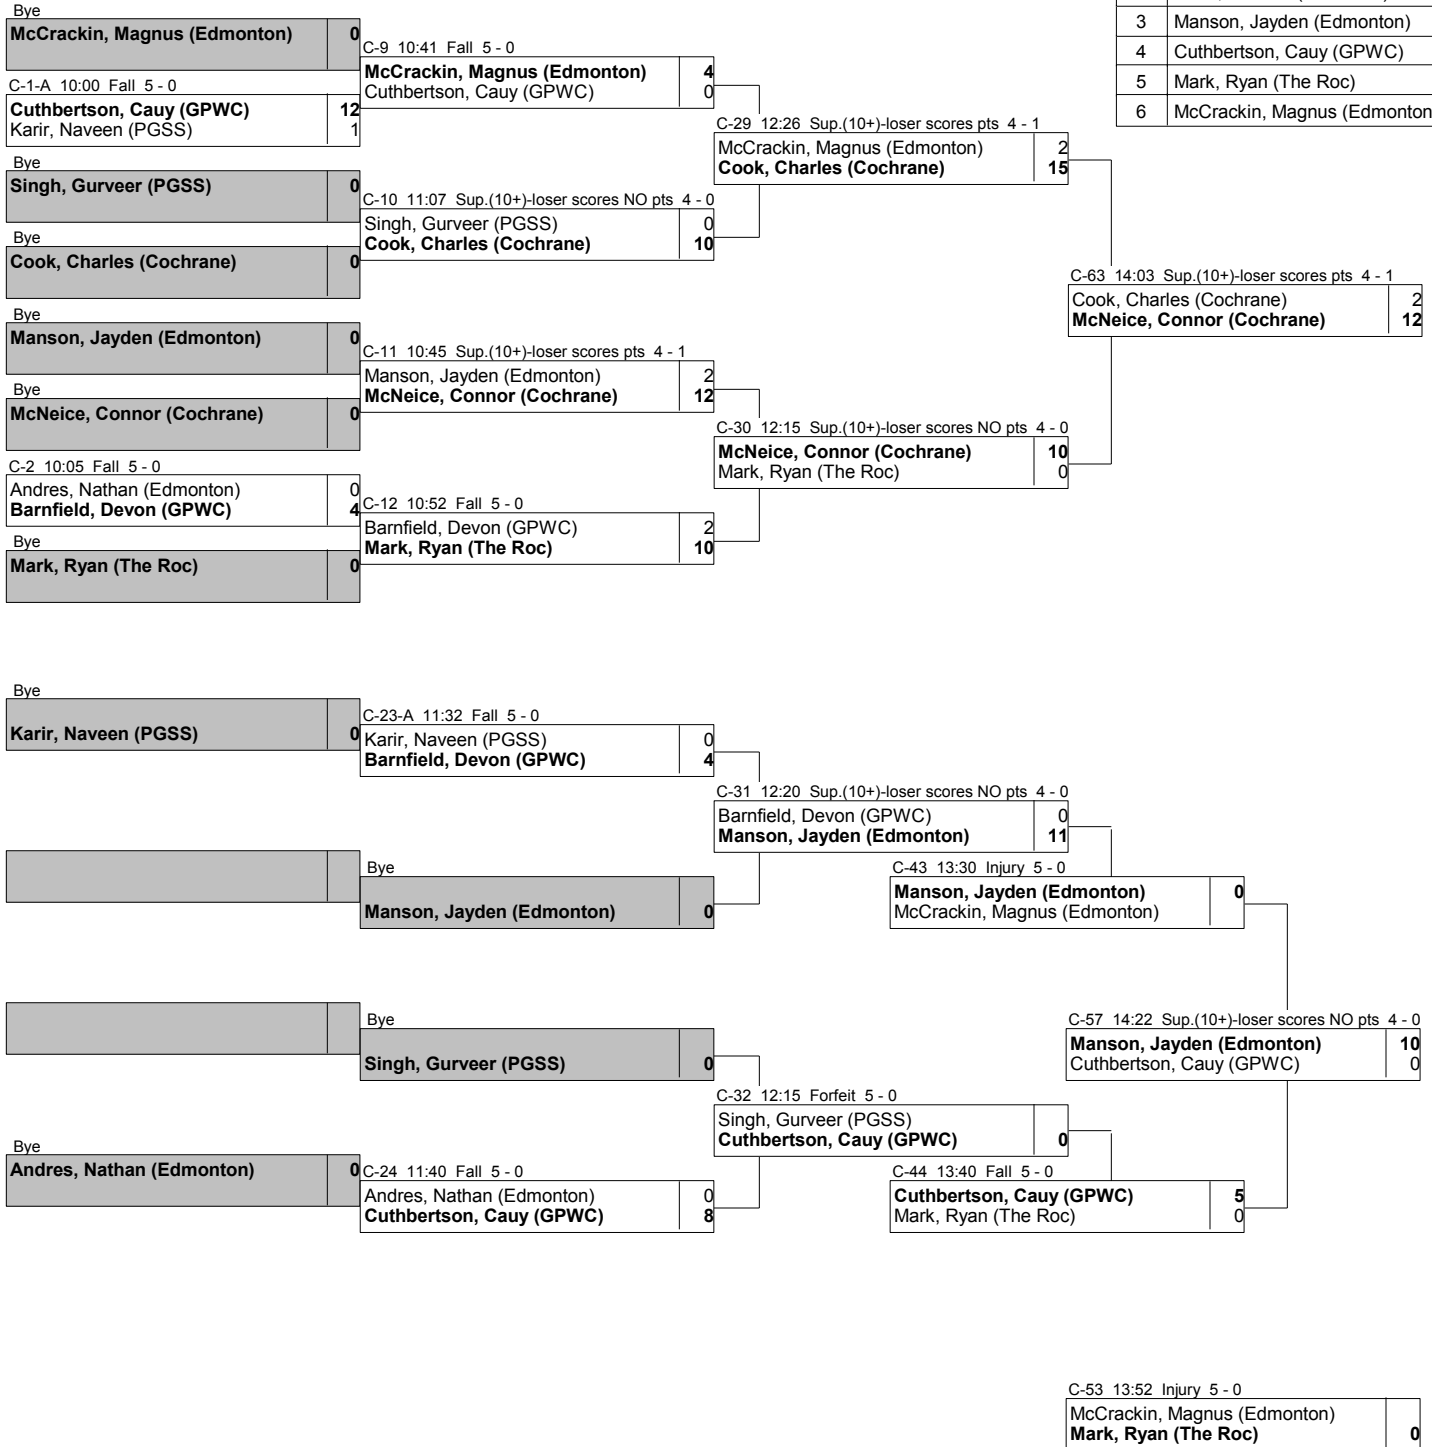 Bye
McCrackin, Magnus (Edmonton) 0
C-1-A 10:00 Fall 5 - 0
Cuthbertson, Cauy (GPWC) 12
Karir, Naveen (PGSS) 1
Bye
Singh, Gurveer (PGSS) 0
Bye
Cook, Charles (Cochrane) 0
Bye
Manson, Jayden (Edmonton) 0
Bye
McNeice, Connor (Cochrane) 0
C-2 10:05 Fall 5 - 0
Andres, Nathan (Edmonton) 0
Barnfield, Devon (GPWC) 4
Bye
Mark, Ryan (The Roc) 0
C-9 10:41 Fall 5 - 0
McCrackin, Magnus (Edmonton) 4
Cuthbertson, Cauy (GPWC) 0
C-10 11:07 Sup.(10+)-loser scores NO pts 4 - 0
Singh, Gurveer (PGSS) 0
Cook, Charles (Cochrane) 10
C-11 10:45 Sup.(10+)-loser scores pts 4 - 1
Manson, Jayden (Edmonton) 2
McNeice, Connor (Cochrane) 12
C-12 10:52 Fall 5 - 0
Barnfield, Devon (GPWC) 2
Mark, Ryan (The Roc) 10
C-29 12:26 Sup.(10+)-loser scores pts 4 - 1
McCrackin, Magnus (Edmonton) 2
Cook, Charles (Cochrane) 15
C-30 12:15 Sup.(10+)-loser scores NO pts 4 - 0
McNeice, Connor (Cochrane) 10
Mark, Ryan (The Roc) 0
C-63 14:03 Sup.(10+)-loser scores pts 4 - 1
Cook, Charles (Cochrane) 2
McNeice, Connor (Cochrane) 12
3 Manson, Jayden (Edmonton)
4 Cuthbertson, Cauy (GPWC)
5 Mark, Ryan (The Roc)
6 McCrackin, Magnus (Edmonton
Bye
Karir, Naveen (PGSS) 0
Bye
Andres, Nathan (Edmonton) 0
C-23-A 11:32 Fall 5 - 0
Karir, Naveen (PGSS) 0
Barnfield, Devon (GPWC) 4
Bye
Manson, Jayden (Edmonton) 0
Bye
Singh, Gurveer (PGSS) 0
C-24 11:40 Fall 5 - 0
Andres, Nathan (Edmonton) 0
Cuthbertson, Cauy (GPWC) 8
C-31 12:20 Sup.(10+)-loser scores NO pts 4 - 0
Barnfield, Devon (GPWC) 0
Manson, Jayden (Edmonton) 11
C-32 12:15 Forfeit 5 - 0
Singh, Gurveer (PGSS)
Cuthbertson, Cauy (GPWC) 0
C-43 13:30 Injury 5 - 0
Manson, Jayden (Edmonton) 0
McCrackin, Magnus (Edmonton)
C-44 13:40 Fall 5 - 0
Cuthbertson, Cauy (GPWC) 5
Mark, Ryan (The Roc) 0
C-57 14:22 Sup.(10+)-loser scores NO pts 4 - 0
Manson, Jayden (Edmonton) 10
Cuthbertson, Cauy (GPWC) 0
C-53 13:52 Injury 5 - 0
McCrackin, Magnus (Edmonton)
Mark, Ryan (The Roc) 0